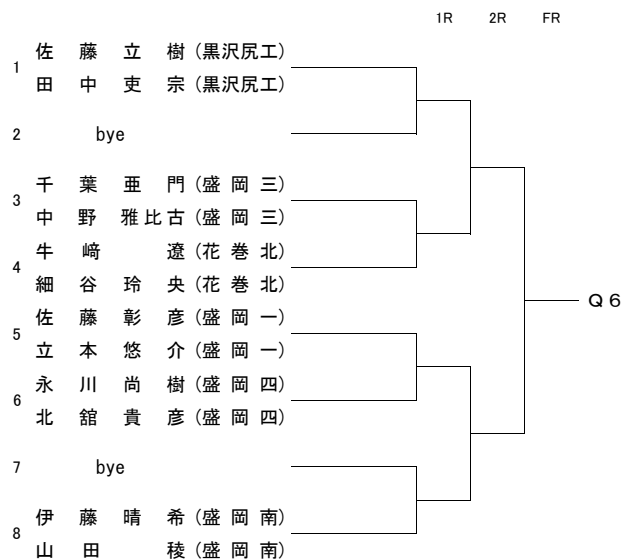 1R 2R FR
1 佐藤立樹(黒沢尻工)
田中吏宗(黒沢尻工)
2 bye
3 千葉亜門(盛岡三)
中野雅比古(盛岡三)
4 牛﨑遼(花巻北)
細谷玲央(花巻北)
5 佐藤彰彦(盛岡一)
立本悠介(盛岡一)
6 永川尚樹(盛岡四)
北舘貴彦(盛岡四)
7 bye
8 伊藤晴希(盛岡南)
山田稜(盛岡南)
Q6